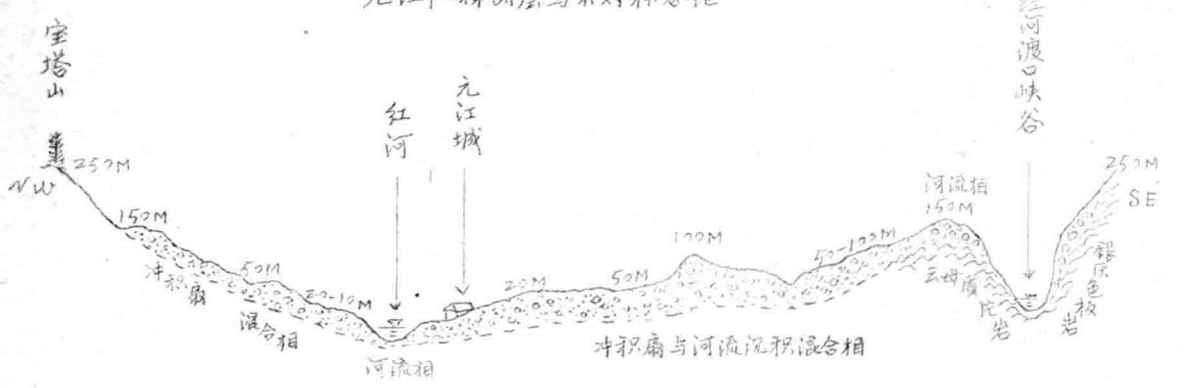 宝塔山
250M
NW
150M
冲积扇
混合相
50M
20-10M
红河
河流相
元江城
20M
50M
100M
50-100M
冲积扇与河流沉积混合相
河流相
150M
云母质片岩
红河渡口峡谷
250M
SE
银灰色板岩